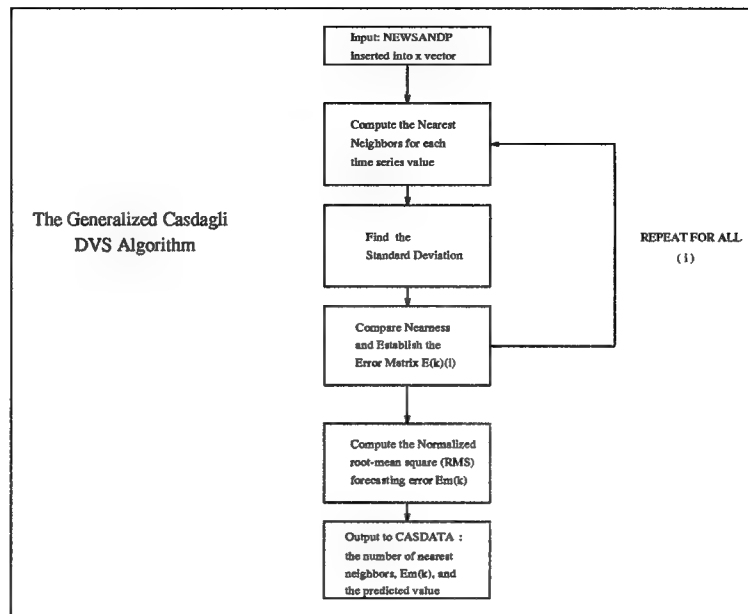 Input: NEWSANDP
Inserted into x vector
Compute the Nearest
Neighbors for each
time series value
The Generalized Casdagli
DVS Algorithm
Find the
Standard Deviation
REPEAT FOR ALL
( i )
Compare Nearness
and Establish the
Error Matrix E(k)(i)
Compute the Normalized
root-mean square (RMS)
forecasting error Em(k)
Output to CASDATA :
the number of nearest
neighbors, Em(k), and
the predicted value